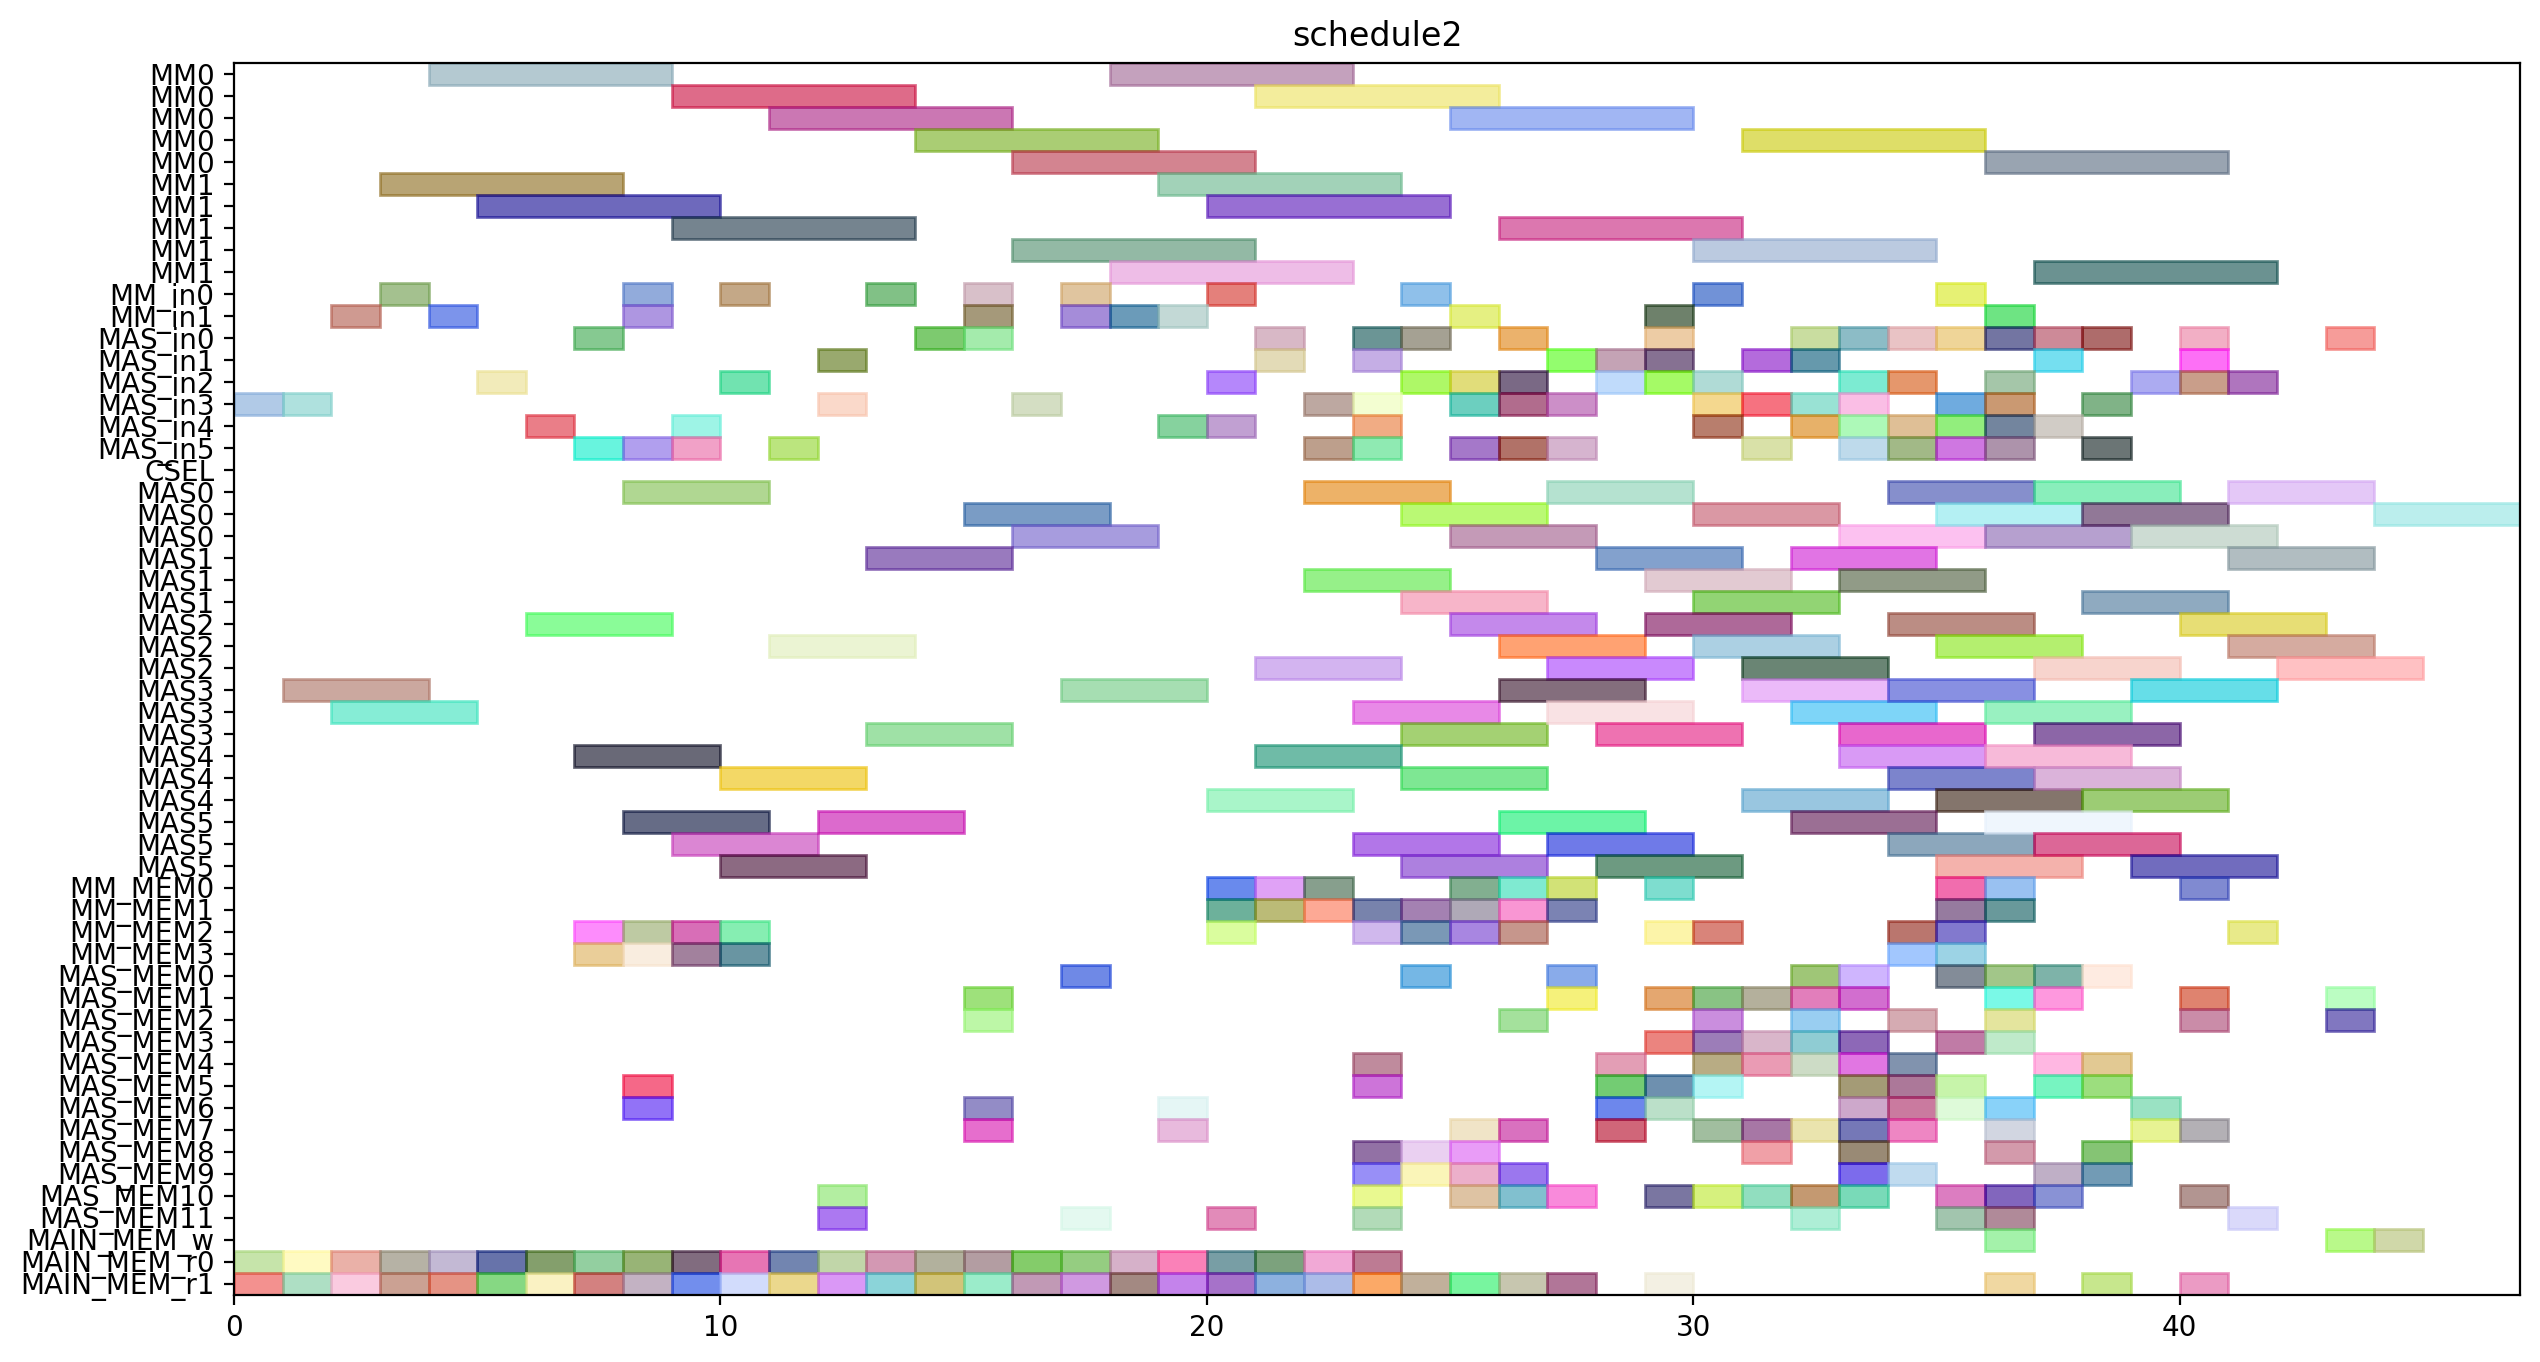 schedule2
MM0
MM0
MM0
MM0
MM0
MM1
MM1
MM1
MM1
MM1
MM_in0
MM_in1
MAS_in0
MAS_in1
MAS_in2
MAS_in3
MAS_in4
MAS_in5
CSEL
MAS0
MAS0
MAS0
MAS1
MAS1
MAS1
MAS2
MAS2
MAS2
MAS3
MAS3
MAS3
MAS4
MAS4
MAS4
MAS5
MAS5
MAS5
MM_MEM0
MM_MEM1
MM_MEM2
MM_MEM3
MAS_MEM0
MAS_MEM1
MAS_MEM2
MAS_MEM3
MAS_MEM4
MAS_MEM5
MAS_MEM6
MAS_MEM7
MAS_MEM8
MAS_MEM9
MAS_MEM10
MAS_MEM11
MAIN_MEM_w
MAIN_MEM_r0
MAIN_MEM_r1
0 10 20 30 40